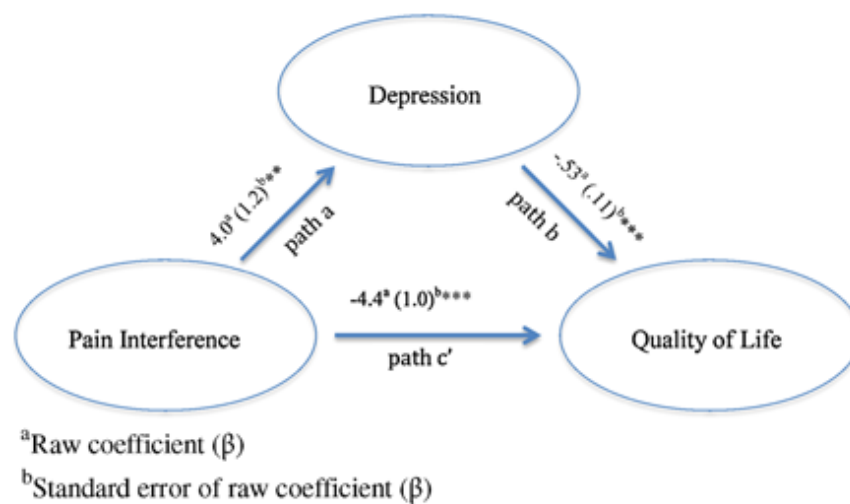 Depression
4.0ᵃ (1.2)ᵇ**
path a
-.53ᵃ (.11)ᵇ***
path b
Pain Interference
-4.4ᵃ (1.0)ᵇ***
path c'
Quality of Life
ᵃRaw coefficient (β)
ᵇStandard error of raw coefficient (β)